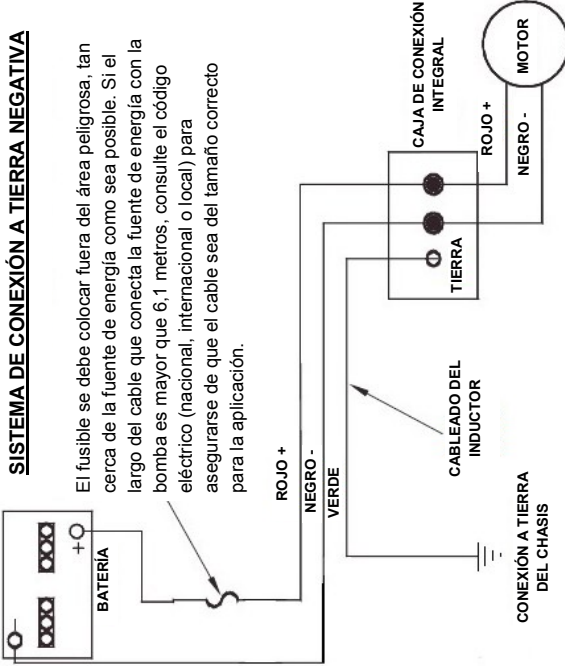 SISTEMA DE CONEXIÓN A TIERRA NEGATIVA
El fusible se debe colocar fuera del área peligrosa, tan
cerca de la fuente de energía como sea posible. Si el
largo del cable que conecta la fuente de energía con la
bomba es mayor que 6,1 metros, consulte el código
eléctrico (nacional, internacional o local) para
asegurarse de que el cable sea del tamaño correcto
para la aplicación.
-
+
BATERÍA
ROJO +
NEGRO -
VERDE
CAJA DE CONEXIÓN
INTEGRAL
TIERRA
ROJO +
NEGRO -
MOTOR
CABLEADO DEL
INDUCTOR
CONEXIÓN A TIERRA
DEL CHASIS